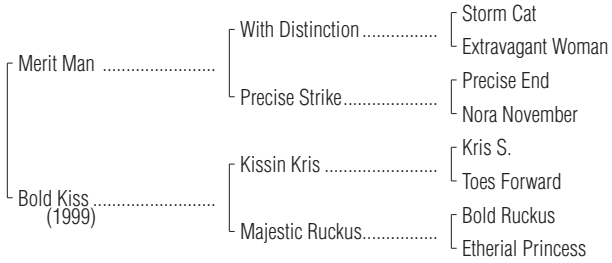 Storm Cat
With Distinction
Extravagant Woman
Merit Man
Precise End
Precise Strike
Nora November
Kris S.
Kissin Kris
Toes Forward
Bold Kiss
(1999)
Bold Ruckus
Majestic Ruckus
Etherial Princess